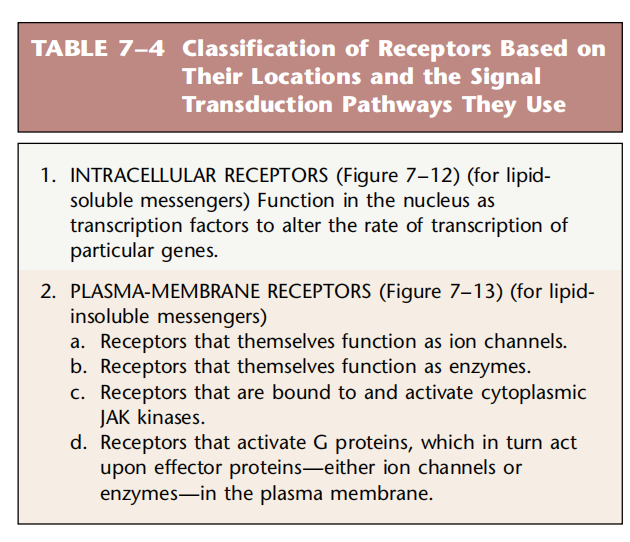 TABLE 7–4 Classification of Receptors Based on
Their Locations and the Signal
Transduction Pathways They Use
1. INTRACELLULAR RECEPTORS (Figure 7–12) (for lipid-
soluble messengers) Function in the nucleus as
transcription factors to alter the rate of transcription of
particular genes.
2. PLASMA-MEMBRANE RECEPTORS (Figure 7–13) (for lipid-
insoluble messengers)
a. Receptors that themselves function as ion channels.
b. Receptors that themselves function as enzymes.
c. Receptors that are bound to and activate cytoplasmic
JAK kinases.
d. Receptors that activate G proteins, which in turn act
upon effector proteins—either ion channels or
enzymes—in the plasma membrane.